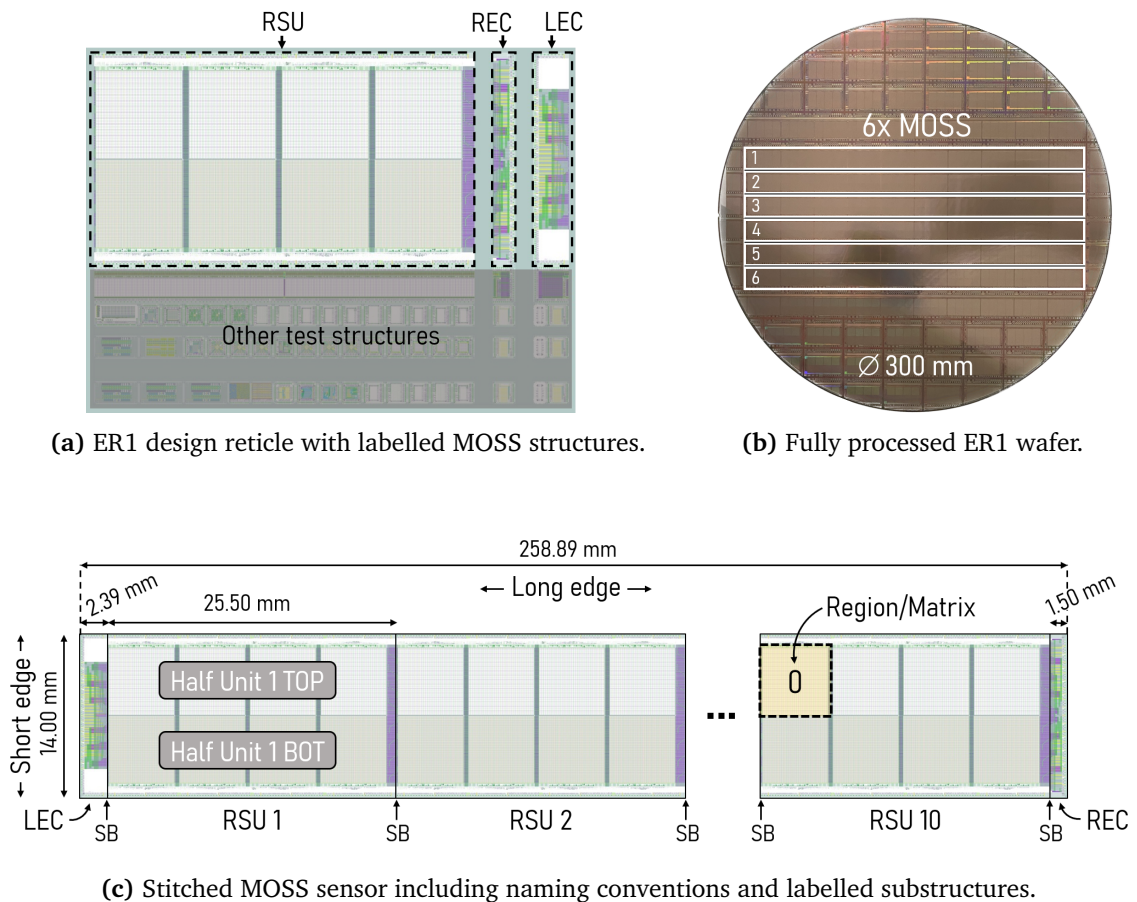 RSU
REC
LEC
Other test structures
(a) ER1 design reticle with labelled MOSS structures.
6x MOSS
1
2
3
4
5
6
∅ 300 mm
(b) Fully processed ER1 wafer.
258.89 mm
2.39 mm
25.50 mm
Long edge
Region/Matrix
1.50 mm
Short edge
14.00 mm
Half Unit 1 TOP
0
...
Half Unit 1 BOT
LEC
SB
RSU 1
SB
RSU 2
SB
SB
RSU 10
SB
REC
(c) Stitched MOSS sensor including naming conventions and labelled substructures.